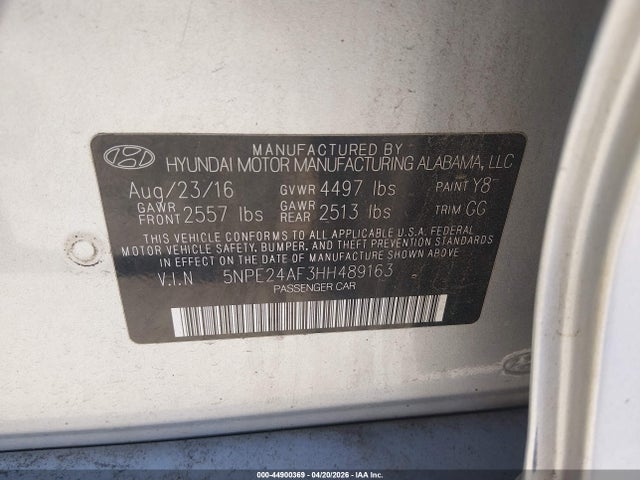 MANUFACTURED BY
HYUNDAI MOTOR MANUFACTURING ALABAMA, LLC
Aug/23/16 GVWR 4497 lbs PAINT Y8
GAWR FRONT 2557 lbs GAWR REAR 2513 lbs TRIM GG
THIS VEHICLE CONFORMS TO ALL APPLICABLE U.S.A. FEDERAL
MOTOR VEHICLE SAFETY, BUMPER, AND THEFT PREVENTION STANDARDS
IN EFFECT ON THE DATE OF MANUFACTURE SHOWN ABOVE
V.I.N 5NPE24AF3HH489163
PASSENGER CAR
000-44900369 - 04/20/2026 - IAAI.COM